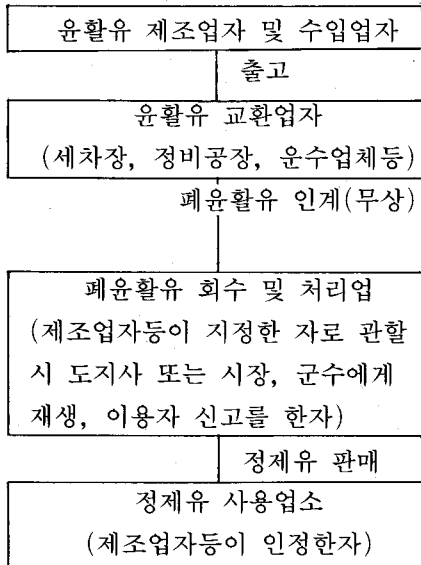 윤활유 제조업자 및 수입업자
출고
윤활유 교환업자
(세차장, 정비공장, 운수업체등)
폐윤활유 인계(무상)
폐윤활유 회수 및 처리업
(제조업자등이 지정한 자로 관할
시 도지사 또는 시장, 군수에게
재생, 이용자 신고를 한자)
정제유 판매
정제유 사용업소
(제조업자등이 인정한자)